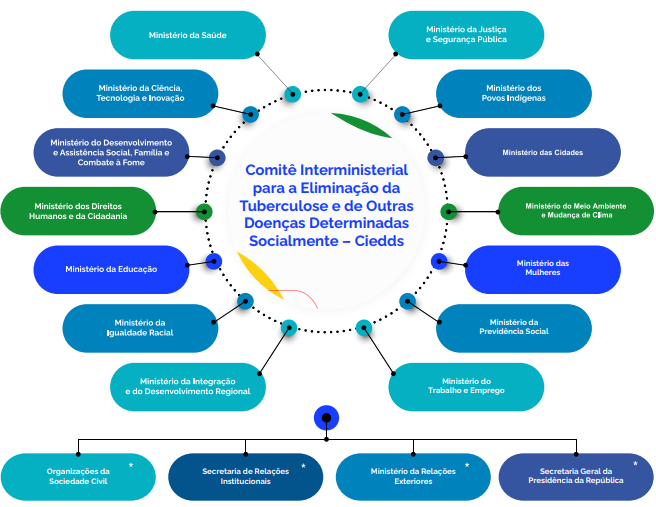 Ministério da Saúde
Ministério da Justiça
e Segurança Pública
Ministério da Ciência,
Tecnologia e Inovação
Ministério dos
Povos Indígenas
Ministério do Desenvolvimento
e Assistência Social, Família e
Combate à Fome
Ministério das Cidades
Comitê Interministerial
para a Eliminação da
Tuberculose e de Outras
Doenças Determinadas
Socialmente – Ciedds
Ministério dos Direitos
Humanos e da Cidadania
Ministério do Meio Ambiente
e Mudança de Clima
Ministério da Educação
Ministério das
Mulheres
Ministério da
Igualdade Racial
Ministério da
Previdência Social
Ministério da Integração
e do Desenvolvimento Regional
Ministério do
Trabalho e Emprego
Organizações da *
Sociedade Civil
Secretaria de Relações *
Institucionais
Ministério da Relações *
Exteriores
Secretaria Geral da *
Presidência da República